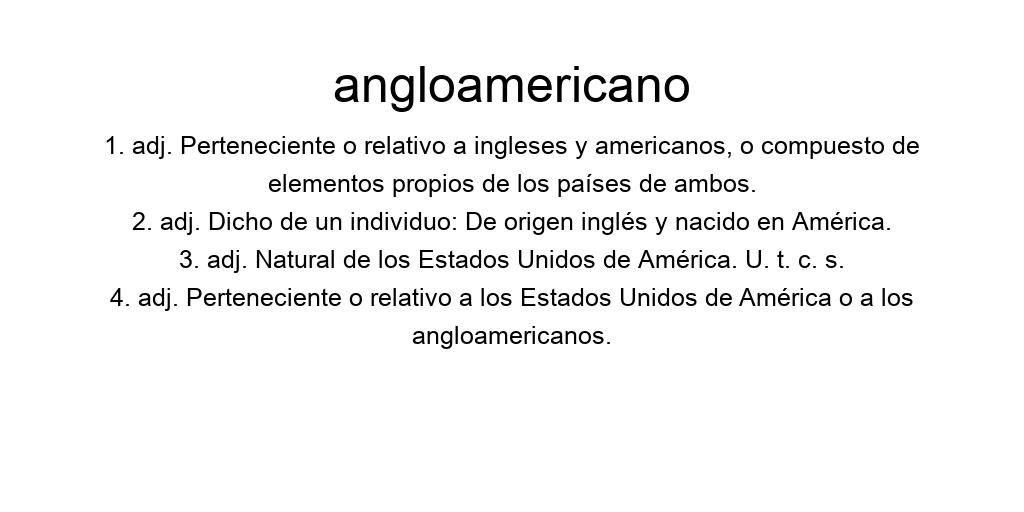 angloamericano
1. adj. Perteneciente o relativo a ingleses y americanos, o compuesto de
elementos propios de los países de ambos.
2. adj. Dicho de un individuo: De origen inglés y nacido en América.
3. adj. Natural de los Estados Unidos de América. U. t. c. s.
4. adj. Perteneciente o relativo a los Estados Unidos de América o a los
angloamericanos.